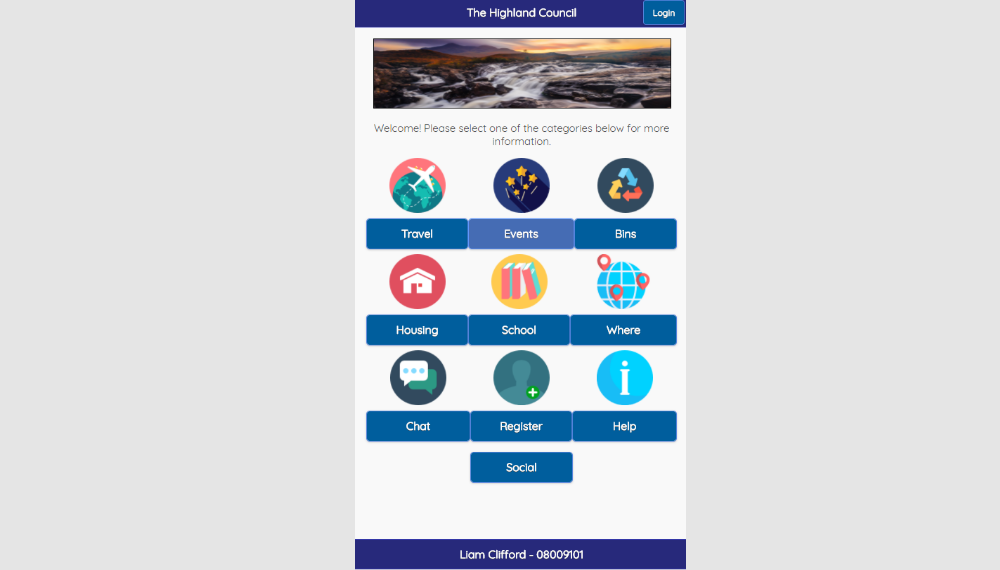 The Highland Council
Login
Welcome! Please select one of the categories below for more
information.
Travel
Events
Bins
Housing
School
Where
Chat
Register
Help
Social
Liam Clifford - 08009101